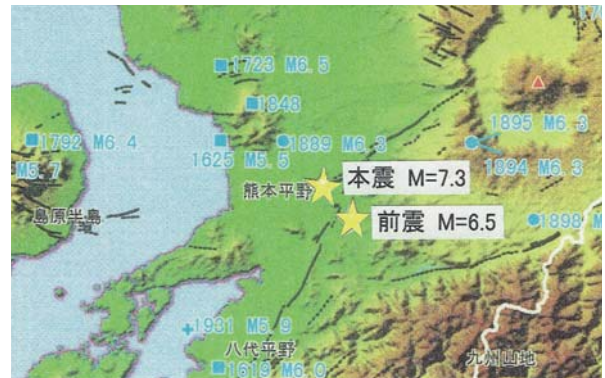 1723 M6.5
1848
1792 M6.4
1889 M6.3
1895 M6.3
1625 M5.5
1894 M6.3
M5.7
熊本平野
本震 M=7.3
島原半島
前震 M=6.5
1898 M
1931 M5.9
八代平野
九州山地
1619 M6.0